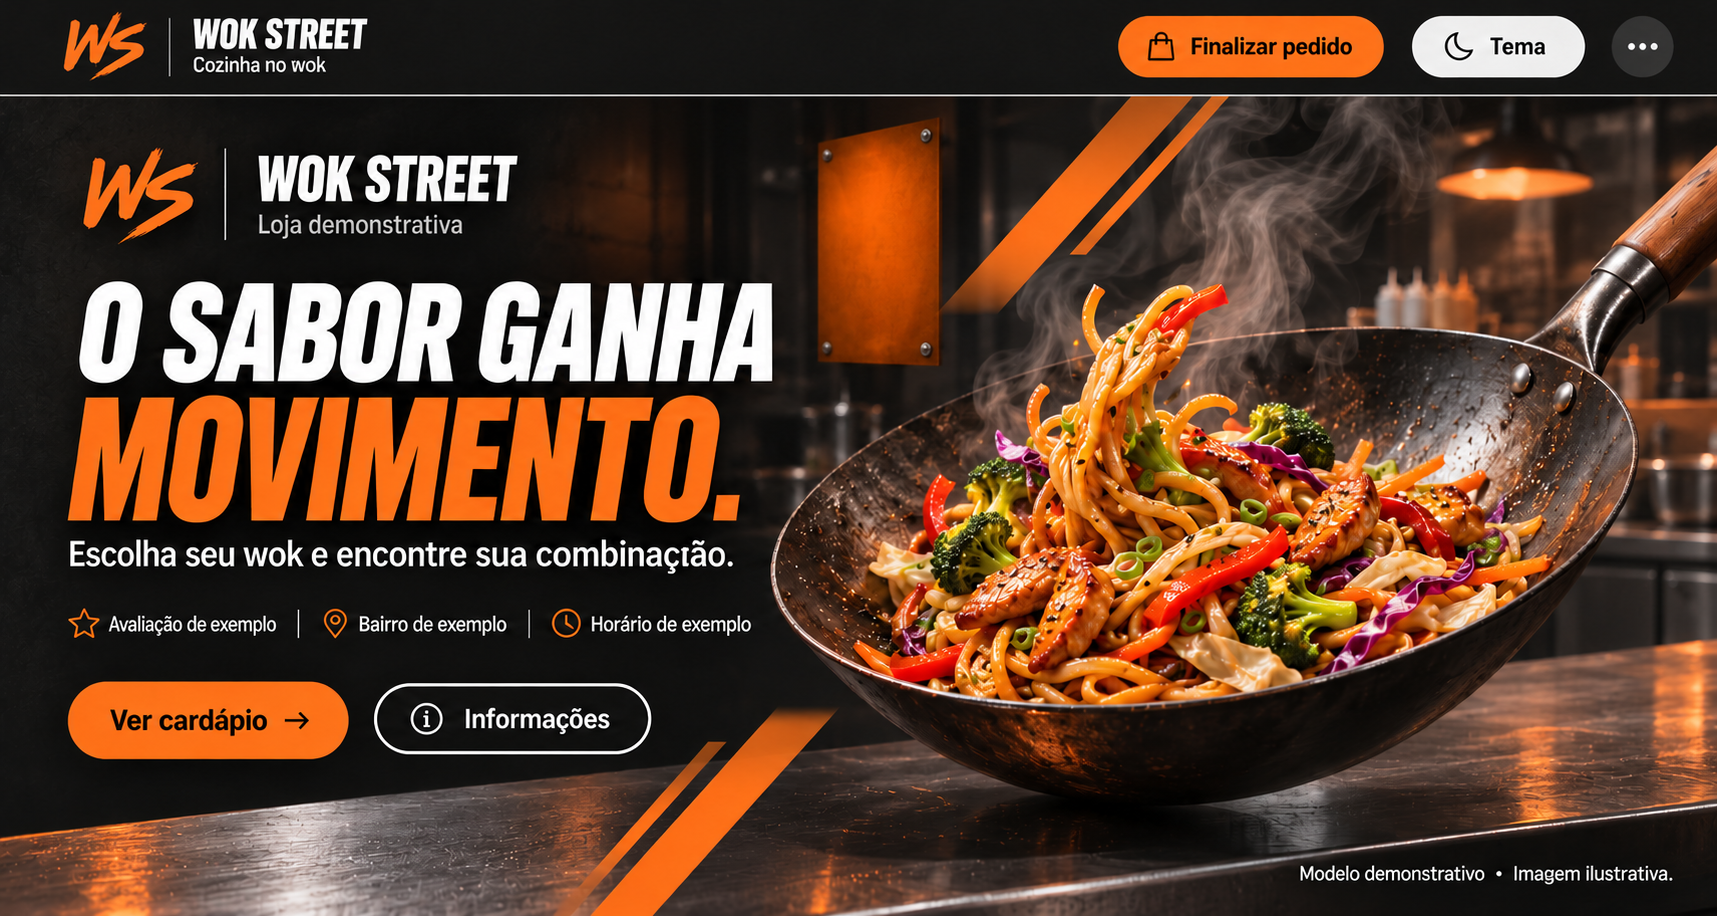 WS
WOK STREET
Cozinha no wok
Finalizar pedido
Tema
WS
WOK STREET
Loja demonstrativa
O SABOR GANHA
MOVIMENTO.
Escolha seu wok e encontre sua combinação.
Avaliação de exemplo
Bairro de exemplo
Horário de exemplo
Ver cardápio →
Informações
Modelo demonstrativo • Imagem ilustrativa.